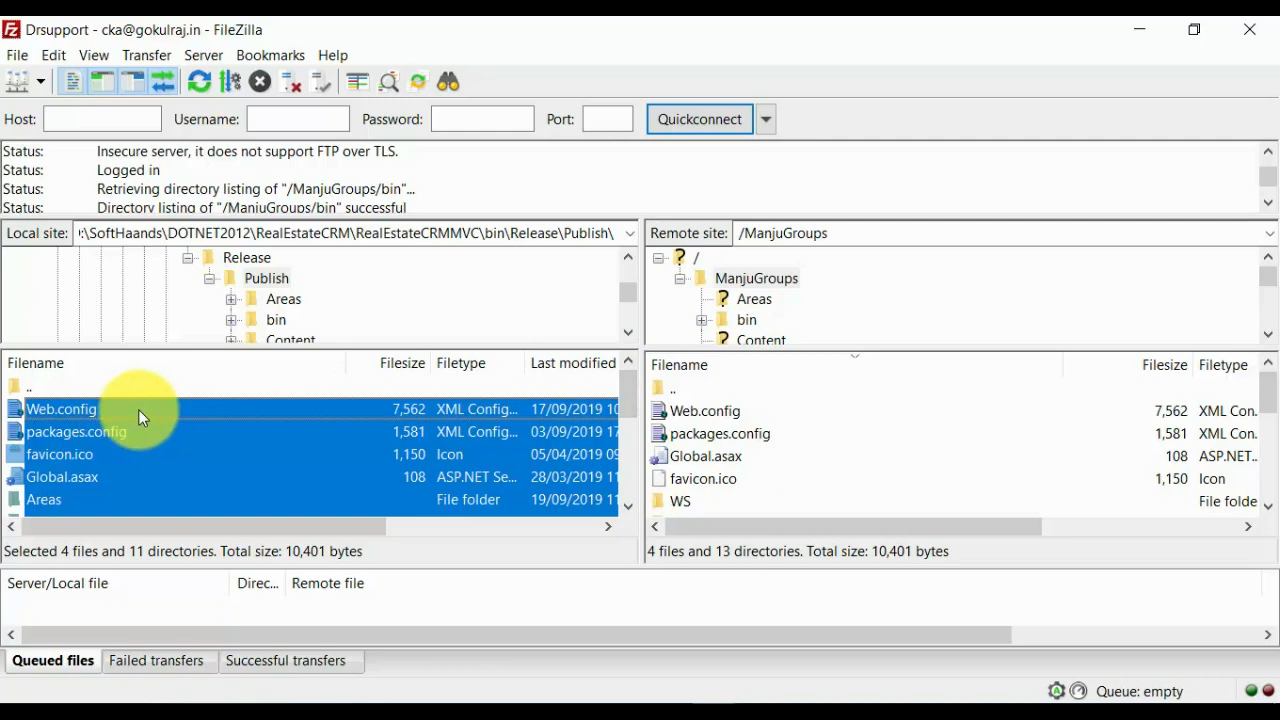 Drsupport - cka@gokulraj.in - FileZilla
File Edit View Transfer Server Bookmarks Help
Host: Username: Password: Port: Quickconnect
Status: Insecure server, it does not support FTP over TLS.
Status: Logged in
Status: Retrieving directory listing of "/ManjuGroups/bin"...
Status: Directory listing of "/ManjuGroups/bin" successful
Local site: :\SoftHaands\DOTNET2012\RealEstateCRM\RealEstateCRMMVC\bin\Release\Publish\
Release
Publish
Areas
bin
Content
Filename Filesize Filetype Last modified
..
Web.config 7,562 XML Config... 17/09/2019 10
packages.config 1,581 XML Config... 03/09/2019 17
favicon.ico 1,150 Icon 05/04/2019 09
Global.asax 108 ASP.NET Se... 28/03/2019 11
Areas File folder 19/09/2019 11
Selected 4 files and 11 directories. Total size: 10,401 bytes
Remote site: /ManjuGroups
/
ManjuGroups
Areas
bin
Content
Filename Filesize Filetype
..
Web.config 7,562 XML Con.
packages.config 1,581 XML Con.
Global.asax 108 ASP.NET..
favicon.ico 1,150 Icon
WS File folde
4 files and 13 directories. Total size: 10,401 bytes
Server/Local file Direc... Remote file
Queued files Failed transfers Successful transfers
Queue: empty